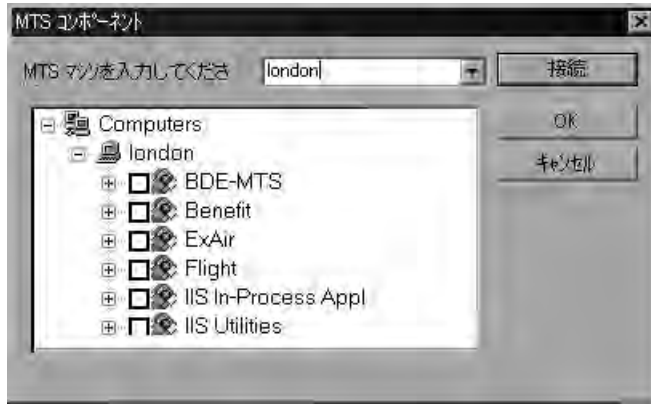 MTS ｺﾝﾎﾟｰﾈﾝﾄ
MTS マシンを入力してくださ london 接続
Computers
london
BDE-MTS
Benefit
ExAir
Flight
IIS In-Process Appl
IIS Utilities
OK
ｷｬﾝｾﾙ